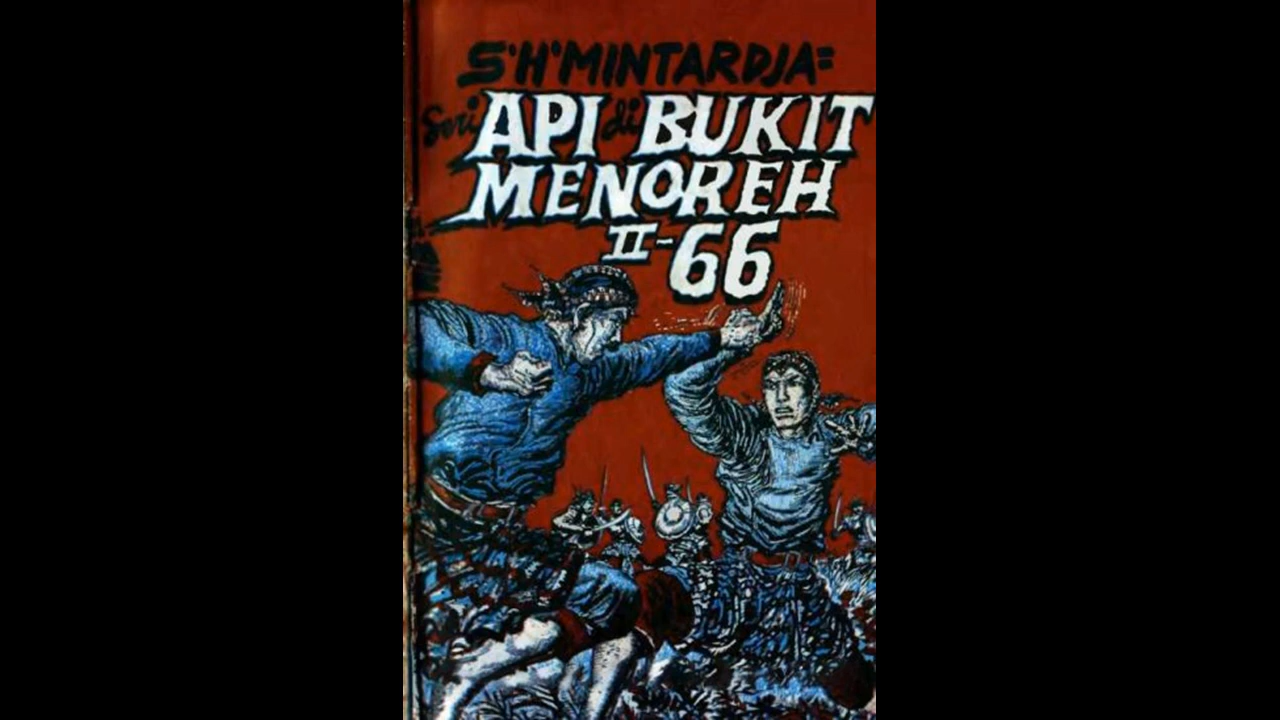 S·H·MINTARDJA=
Seri API di BUKIT
MENOREH
II-66